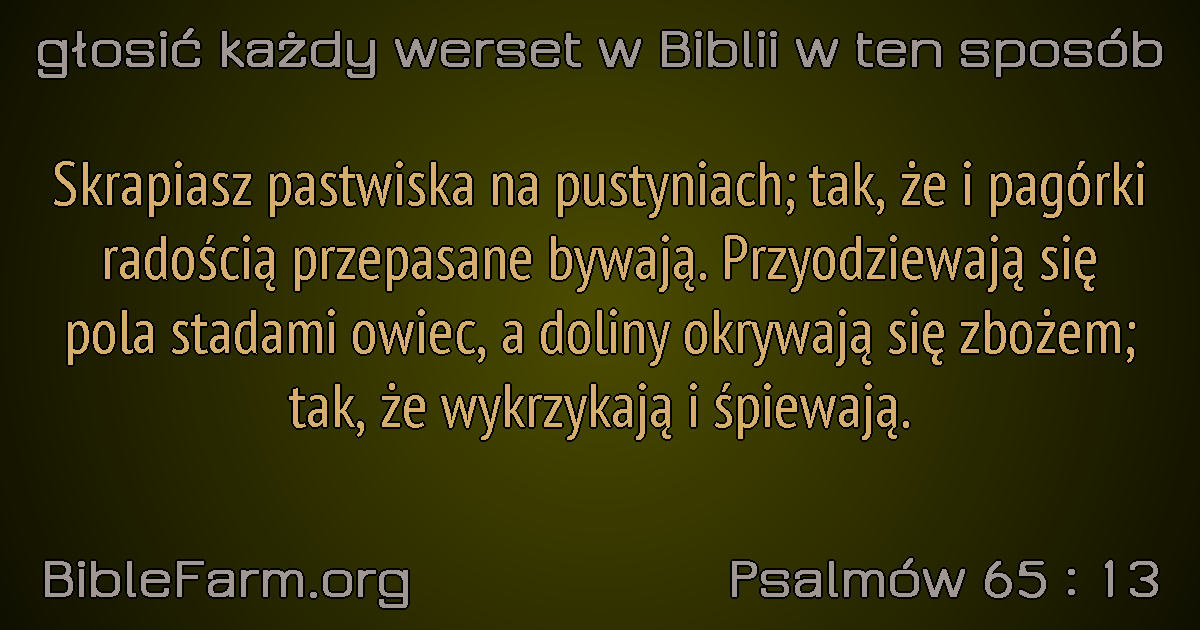 głosić każdy werset w Biblii w ten sposób
Skrapiasz pastwiska na pustyniach; tak, że i pagórki
radością przepasane bywają. Przyodziewają się
pola stadami owiec, a doliny okrywają się zbożem;
tak, że wykrzykają i śpiewają.
BibleFarm.org
Psalmów 65 : 13